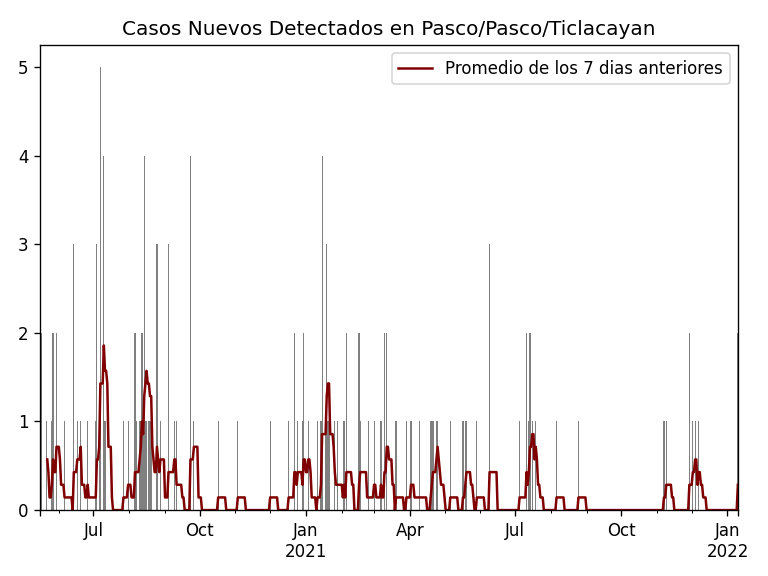 Casos Nuevos Detectados en Pasco/Pasco/Ticlacayan
Promedio de los 7 dias anteriores
5
4
3
2
1
0
Jul
Oct
Jan
2021
Apr
Jul
Oct
Jan
2022